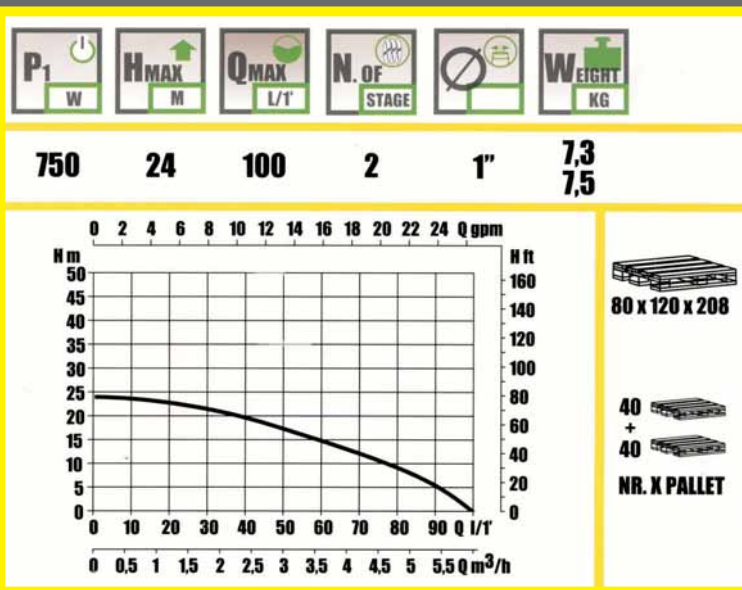 P1 HMAX QMAX N. OF Ø WEIGHT
W M L/1' STAGE KG
750 24 100 2 1" 7,3
7,5
0 2 4 6 8 10 12 14 16 18 20 22 24 Q gpm
H m H ft
50
45
40
35
30
25
20
15
10
5
0
160
140
120
100
80
60
40
20
0
0 10 20 30 40 50 60 70 80 90 Q l/1'
0 0,5 1 1,5 2 2,5 3 3,5 4 4,5 5 5,5 Q m³/h
80 x 120 x 208
40
+
40
NR. X PALLET